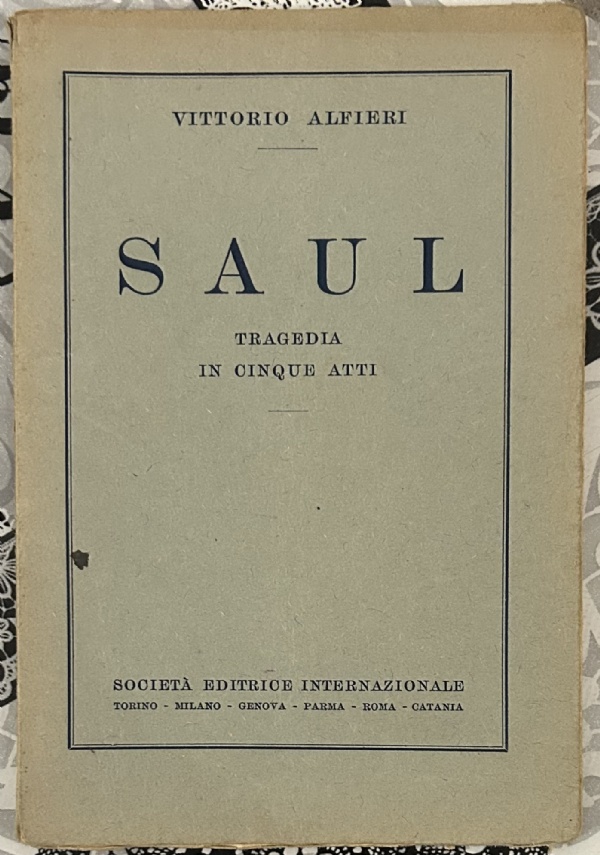 VITTORIO ALFIERI
SAUL
TRAGEDIA
IN CINQUE ATTI
SOCIETÀ EDITRICE INTERNAZIONALE
TORINO - MILANO - GENOVA - PARMA - ROMA - CATANIA